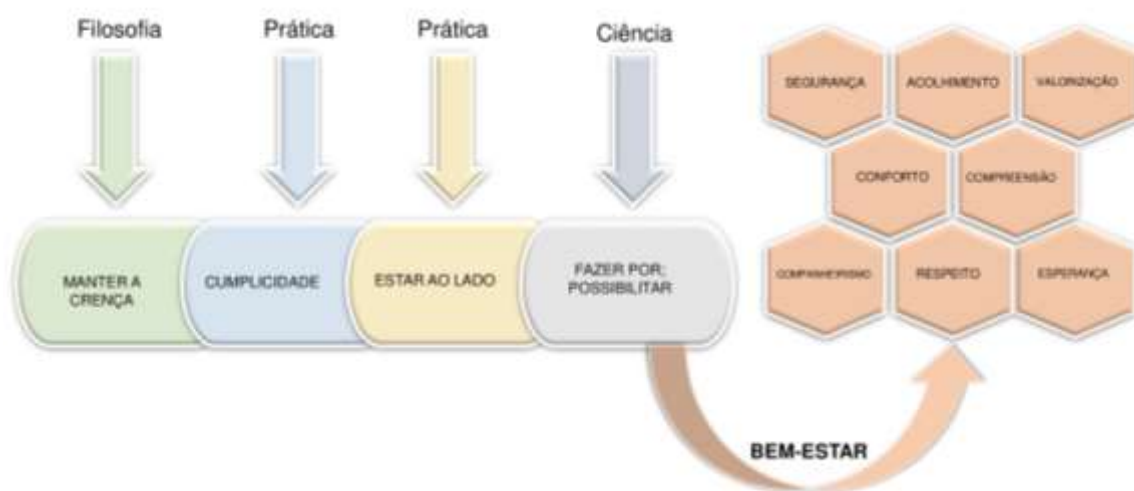 Filosofia
Prática
Prática
Ciência
MANTER A
CRENÇA
CUMPLICIDADE
ESTAR AO LADO
FAZER POR;
POSSIBILITAR
SEGURANÇA
ACOLHIMENTO
VALORIZAÇÃO
CONFORTO
COMPREENSÃO
COMPANHEIRISMO
RESPEITO
ESPERANÇA
BEM-ESTAR